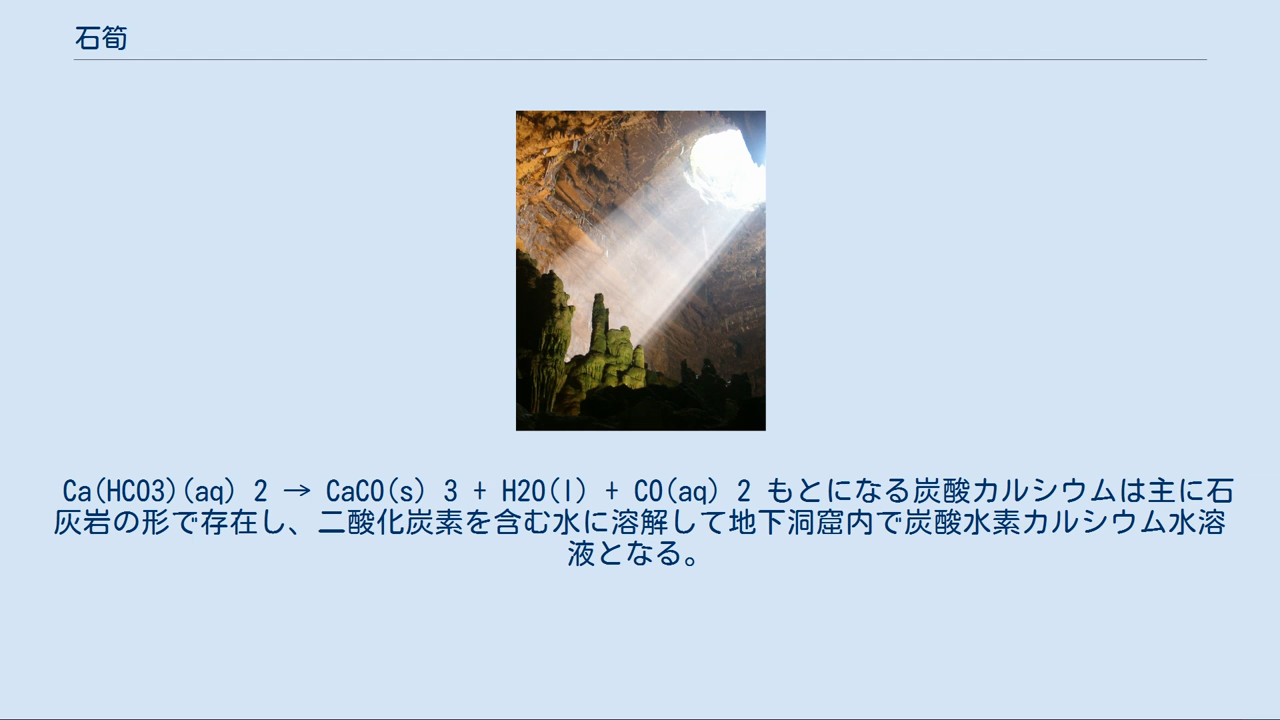 石筍
Ca(HCO3)(aq) 2 → CaCO(s) 3 + H2O(l) + CO(aq) 2 もとになる炭酸カルシウムは主に石
灰岩の形で存在し、二酸化炭素を含む水に溶解して地下洞窟内で炭酸水素カルシウム水溶
液となる。